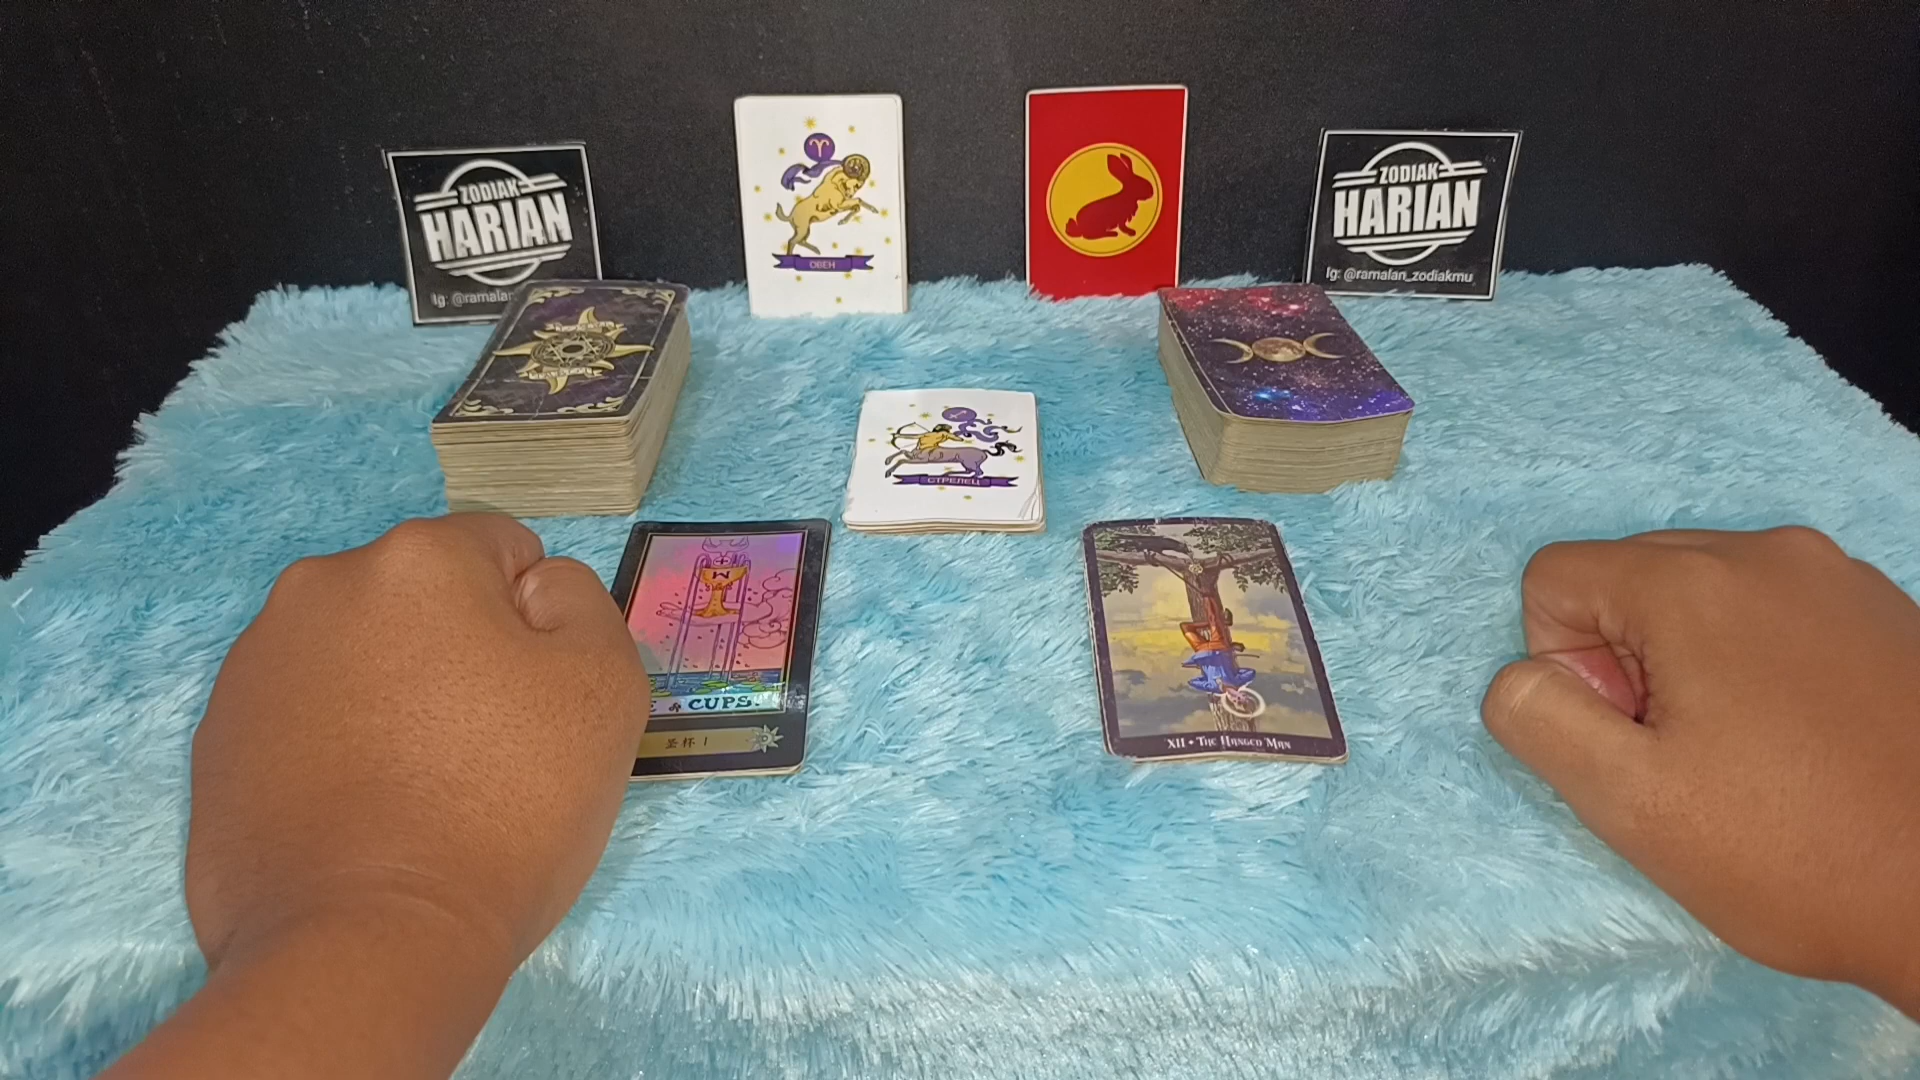 ZODIAK
HARIAN
Ig: @ramalan
ОВЕН
ZODIAK
HARIAN
Ig: @ramalan_zodiakmu
СТРЕЛЕЦ
CUPS.
圣杯 1
XII • THE HANGED MAN